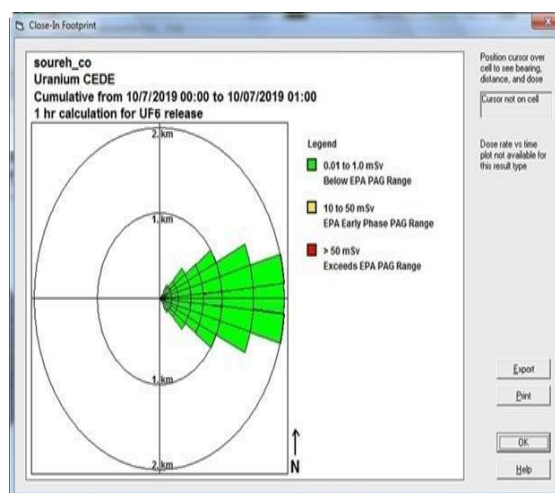 Close-In Footprint
soureh_co
Uranium CEDE
Cumulative from 10/7/2019 00:00 to 10/07/2019 01:00
1 hr calculation for UF6 release
2. km
1. km
1. km
2. km
N
Legend
0.01 to 1.0 mSv
Below EPA PAG Range
10 to 50 mSv
EPA Early Phase PAG Range
> 50 mSv
Exceeds EPA PAG Range
Position cursor over
cell to see bearing,
distance, and dose
Cursor not on cell
Dose rate vs time
plot not available for
this result type
Export
Print
OK
Help